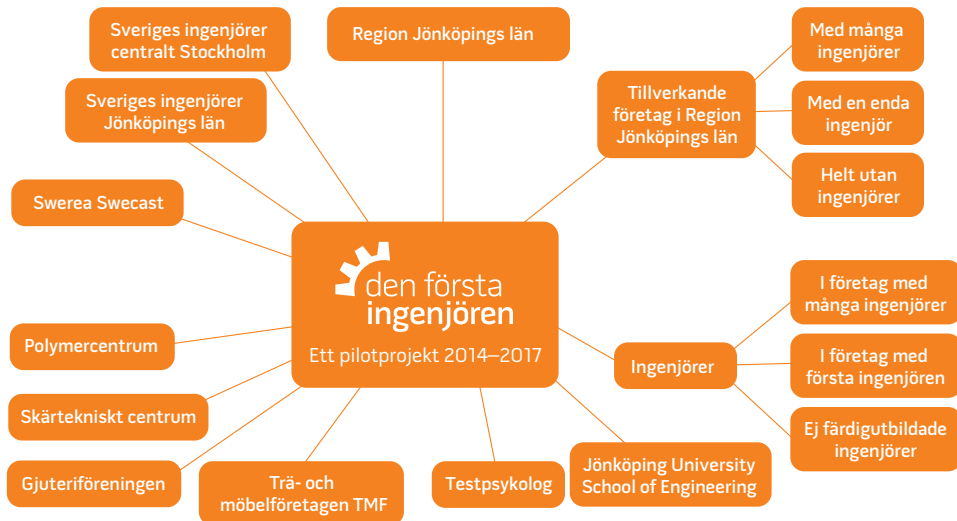 Sveriges ingenjörer
centralt Stockholm
Region Jönköpings län
Sveriges ingenjörer
Jönköpings län
Tillverkande
företag i Region
Jönköpings län
Med många
ingenjörer
Med en enda
ingenjör
Helt utan
ingenjörer
Swerea Swecast
den första
ingenjören
Ett pilotprojekt 2014–2017
Polymercentrum
Skärtekniskt centrum
Gjuteriföreningen
Trä- och
möbelföretagen TMF
Testpsykolog
Jönköping University
School of Engineering
Ingenjörer
I företag med
många ingenjörer
I företag med
första ingenjören
Ej färdigutbildade
ingenjörer